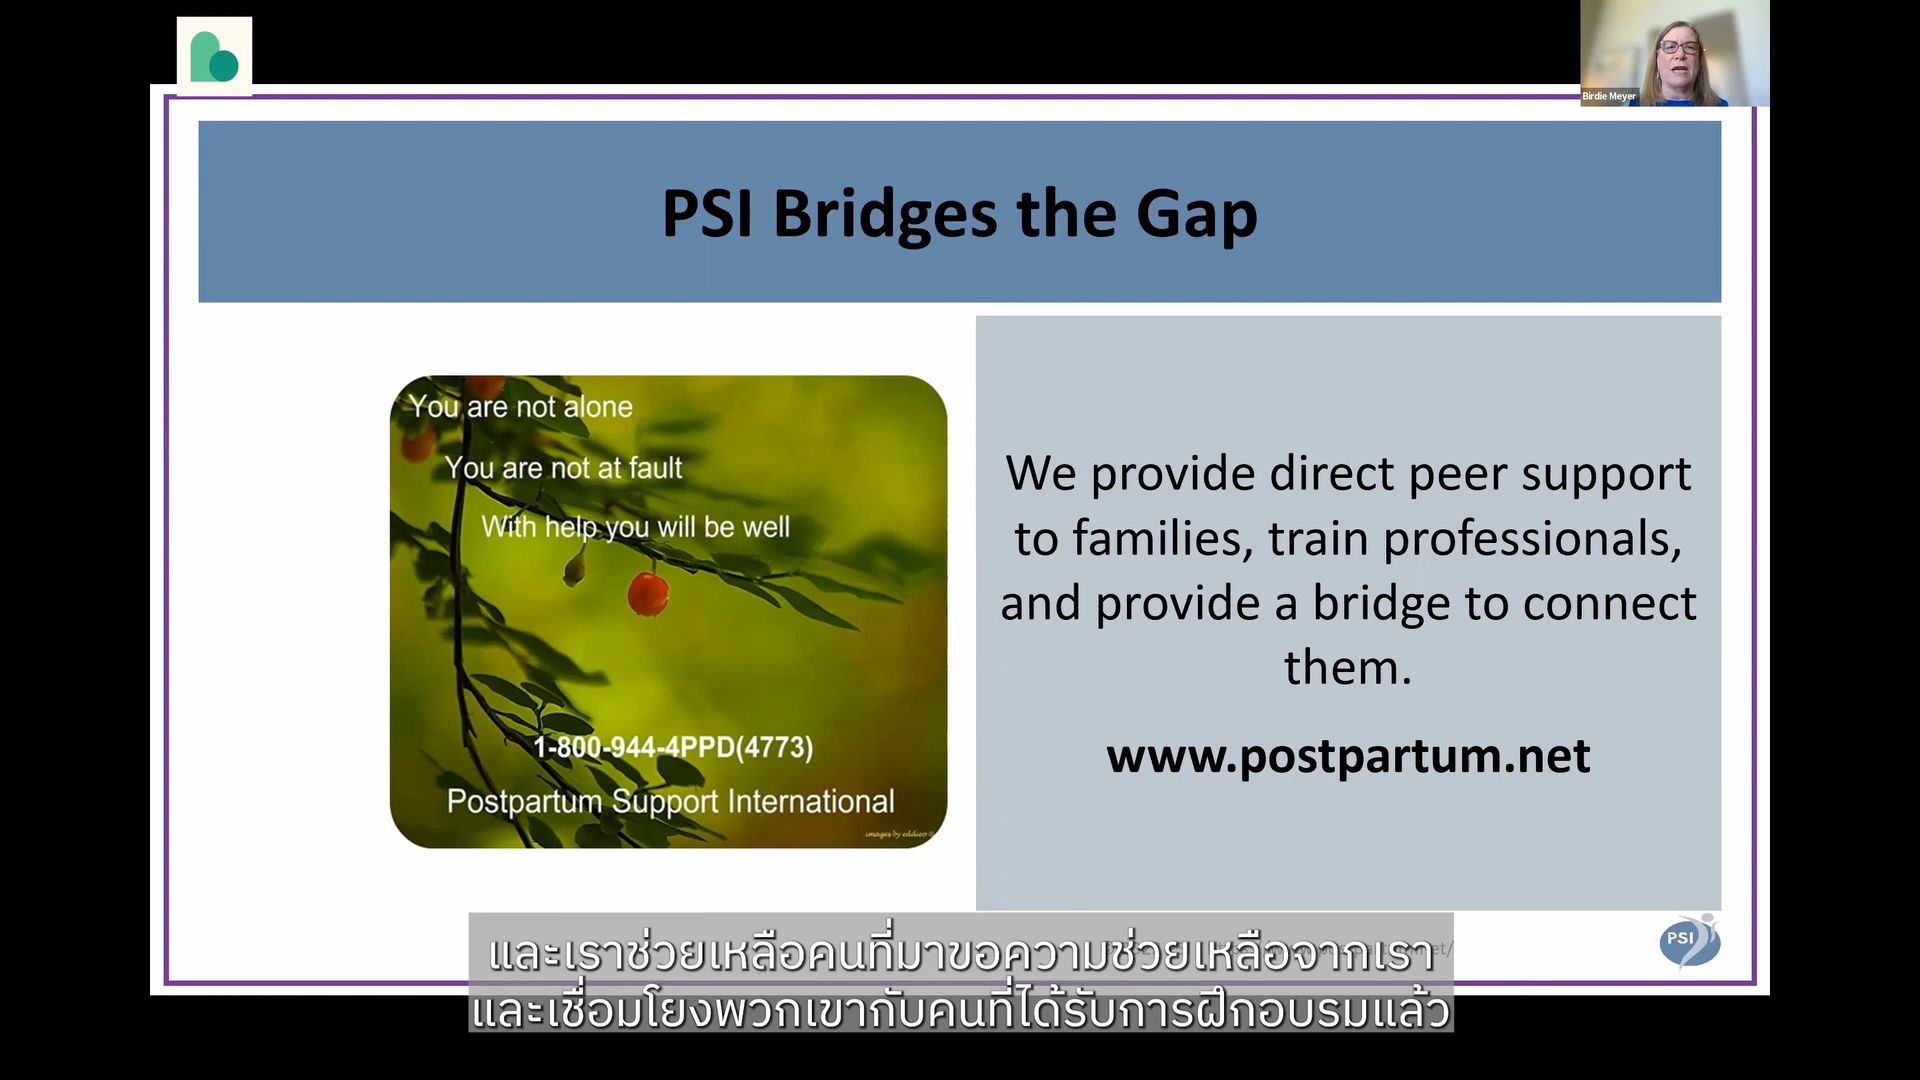 Birdie Meyer
PSI Bridges the Gap
You are not alone
You are not at fault
With help you will be well
1-800-944-4PPD(4773)
Postpartum Support International
images by eddieo ©
We provide direct peer support
to families, train professionals,
and provide a bridge to connect
them.
www.postpartum.net
PSI
และเราช่วยเหลือคนที่มาขอความช่วยเหลือจากเรา
และเชื่อมโยงพวกเขากับคนที่ได้รับการฝึกอบรมแล้ว